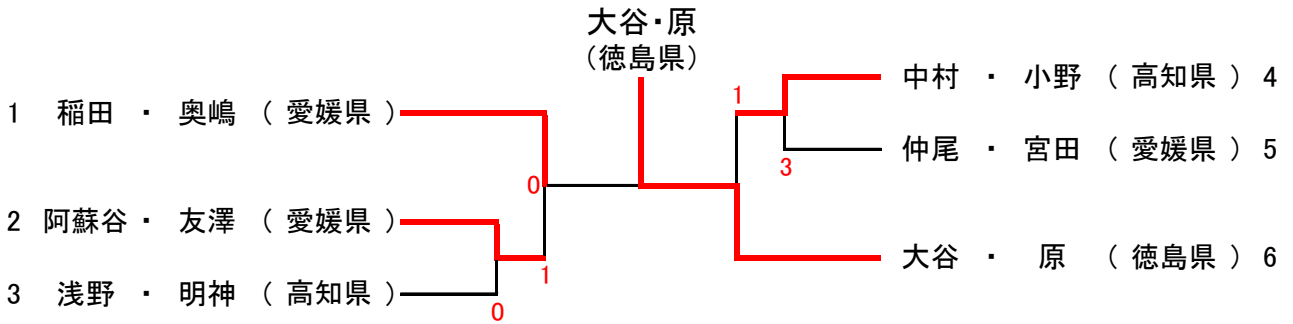 大谷・原
（徳島県）
1 稲田 ・ 奥嶋 （ 愛媛県 ）
2 阿蘇谷 ・ 友澤 （ 愛媛県 ）
3 浅野 ・ 明神 （ 高知県 ）
0
1
0
中村 ・ 小野 （ 高知県 ） 4
仲尾 ・ 宮田 （ 愛媛県 ） 5
大谷 ・ 原 （ 徳島県 ） 6
1
3